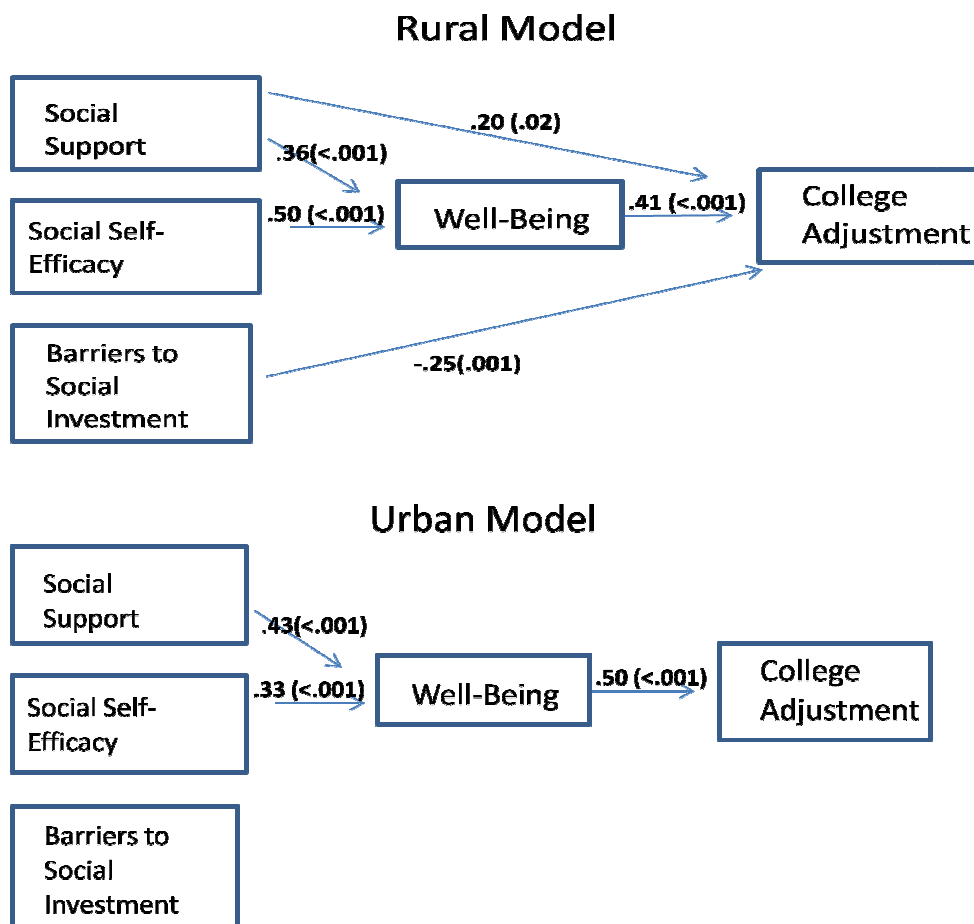 Rural Model
Social
Support
.20 (.02)
.36(<.001)
Social Self-
Efficacy
.50 (<.001)
Well-Being
.41 (<.001)
College
Adjustment
Barriers to
Social
Investment
-.25(.001)
Urban Model
Social
Support
.43(<.001)
Social Self-
Efficacy
.33 (<.001)
Well-Being
.50 (<.001)
College
Adjustment
Barriers to
Social
Investment